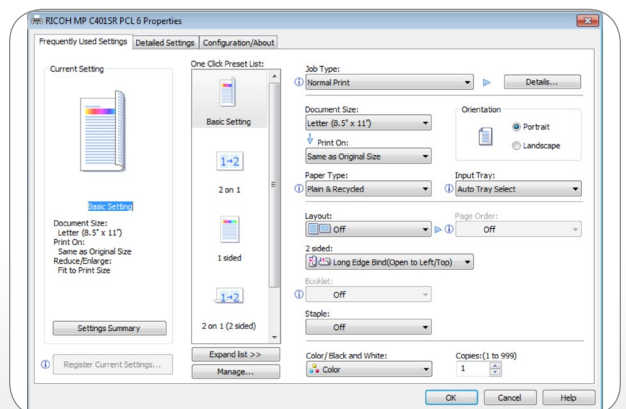 RICOH MP C401SR PCL 6 Properties
Frequently Used Settings
Detailed Settings
Configuration/About
Current Setting
Basic Setting
Document Size:
Letter (8.5" x 11")
Print On:
Same as Original Size
Reduce/Enlarge:
Fit to Print Size
Settings Summary
Register Current Settings...
One Click Preset List:
Basic Setting
1→2
2 on 1
1 sided
1→2
2 on 1 (2 sided)
Expand list >>
Manage...
Job Type:
Normal Print
Details...
Document Size:
Letter (8.5" x 11")
Print On:
Same as Original Size
Orientation
Portrait
Landscape
Paper Type:
Plain & Recycled
Input Tray:
Auto Tray Select
Layout:
Off
Page Order:
Off
2 sided:
Long Edge Bind(Open to Left/Top)
Booklet:
Off
Staple:
Off
Color/ Black and White:
Color
Copies:(1 to 999)
1
OK
Cancel
Help